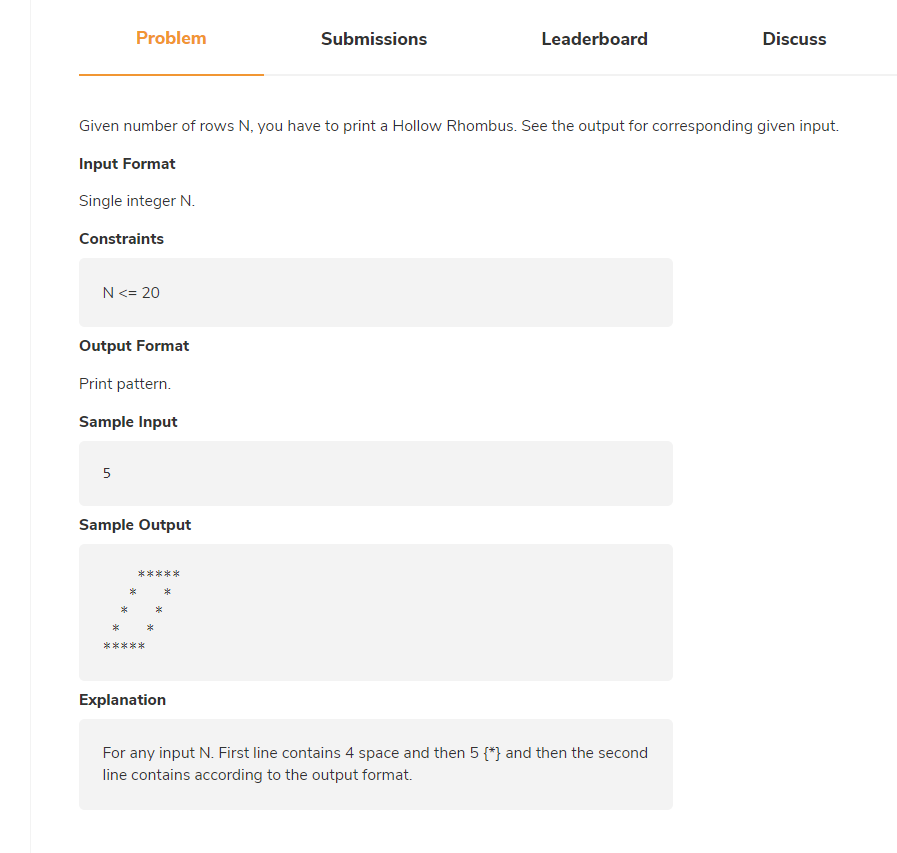 Problem Submissions Leaderboard Discuss
Given number of rows N, you have to print a Hollow Rhombus. See the output for corresponding given input.
Input Format
Single integer N.
Constraints
N <= 20
Output Format
Print pattern.
Sample Input
5
Sample Output
    *****
   *   *
  *   *
 *   *
*****
Explanation
For any input N. First line contains 4 space and then 5 {*} and then the second
line contains according to the output format.